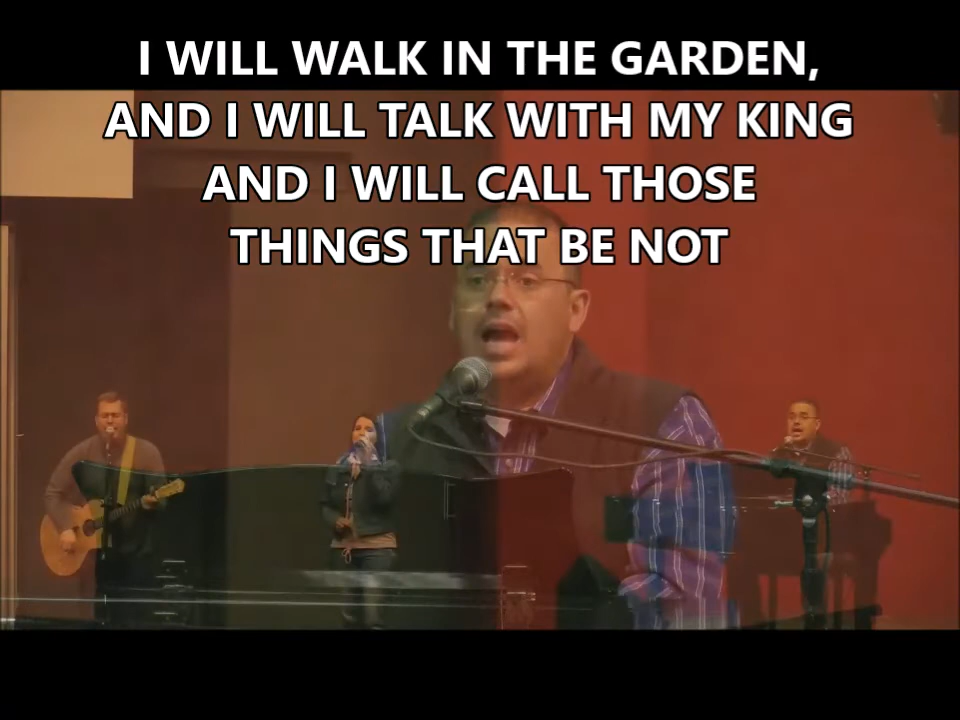 I WILL WALK IN THE GARDEN,
AND I WILL TALK WITH MY KING
AND I WILL CALL THOSE
THINGS THAT BE NOT